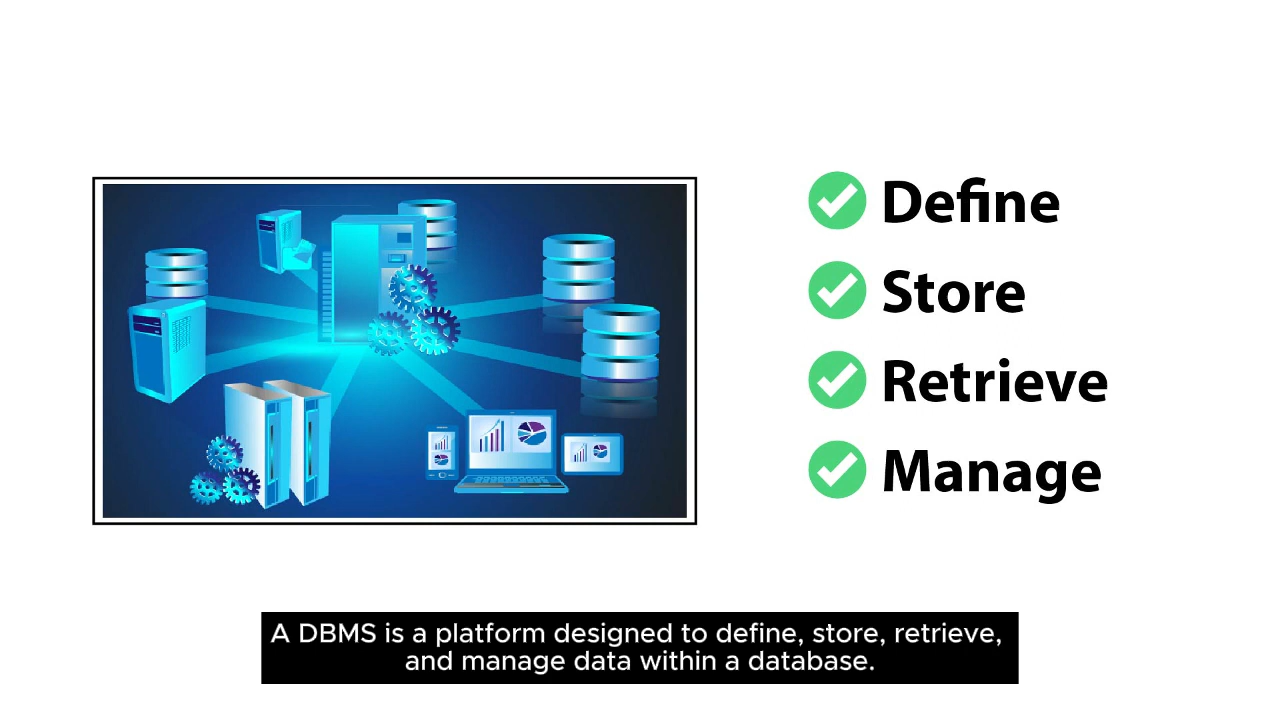 Define
Store
Retrieve
Manage
A DBMS is a platform designed to define, store, retrieve,
and manage data within a database.